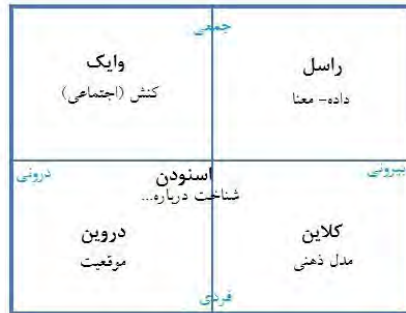 جمعی
راسل
وایک
داده- معنا
کنش (اجتماعی)
بیرونی
درونی
اسنودن
شناخت درباره...
کلاین
دروین
مدل ذهنی
موقعیت
فردی